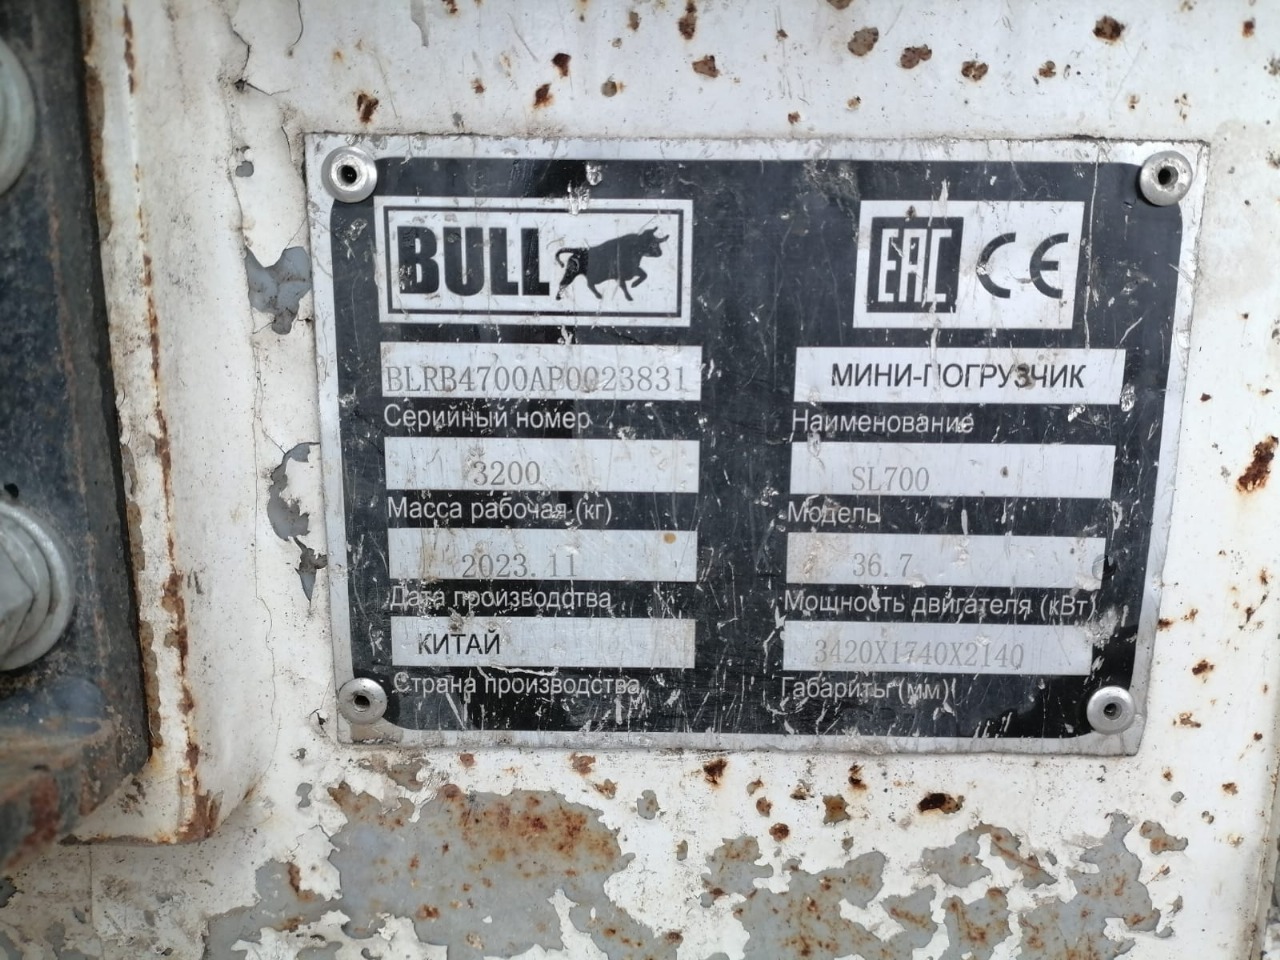 BULL
EAC CE
BLRB4700AP0023831
Серийный номер
МИНИ-ПОГРУЗЧИК
Наименование
3200
Масса рабочая (кг)
SL700
Модель
2023.11
Дата производства
36.7
Мощность двигателя (кВт)
КИТАЙ
Страна производства
3420X1740X2140
Габариты (мм)